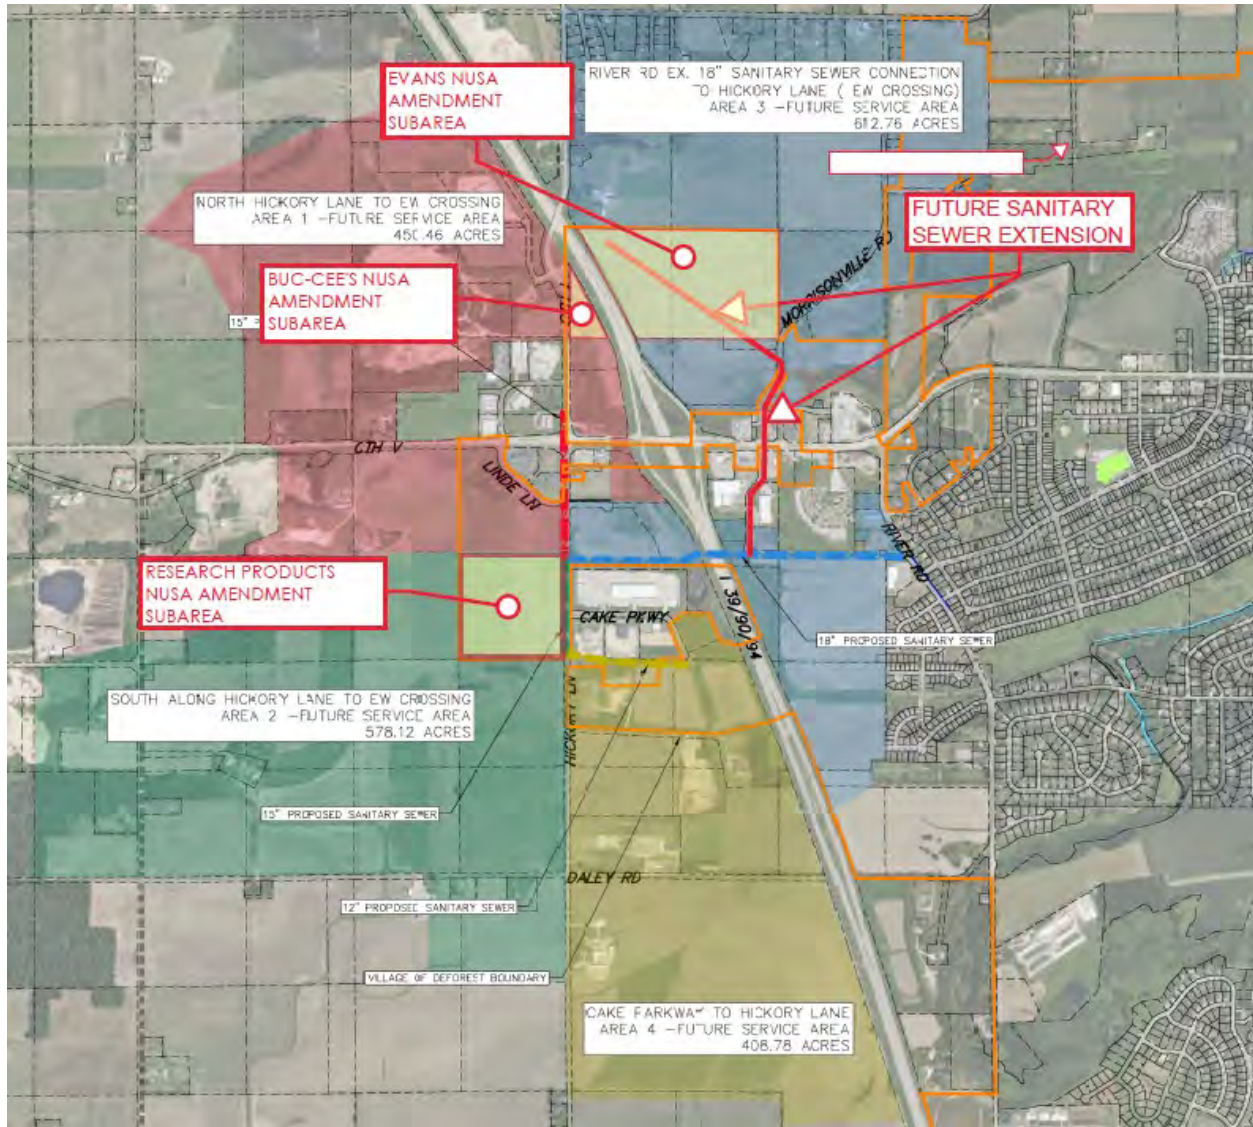 EVANS NUSA
AMENDMENT
SUBAREA
RIVER RD EX. 18" SANITARY SEWER CONNECTION
TO HICKORY LANE ( EW CROSSING)
AREA 3 -FUTURE SERVICE AREA
612.76 ACRES
NORTH HICKORY LANE TO EW CROSSING
AREA 1 -FUTURE SERVICE AREA
450.46 ACRES
FUTURE SANITARY
SEWER EXTENSION
MORRISONVILLE RD
BUC-CEE'S NUSA
AMENDMENT
SUBAREA
15"
CTH V
LINDE LN
RIVER RD
RESEARCH PRODUCTS
NUSA AMENDMENT
SUBAREA
CAKE PKWY
I 39/90/94
18" PROPOSED SANITARY SEWER
SOUTH ALONG HICKORY LANE TO EW CROSSING
AREA 2 -FUTURE SERVICE AREA
578.12 ACRES
HICKORY LN
15" PROPOSED SANITARY SEWER
DALEY RD
12" PROPOSED SANITARY SEWER
VILLAGE OF DEFOREST BOUNDARY
CAKE PARKWAY TO HICKORY LANE
AREA 4 -FUTURE SERVICE AREA
408.78 ACRES